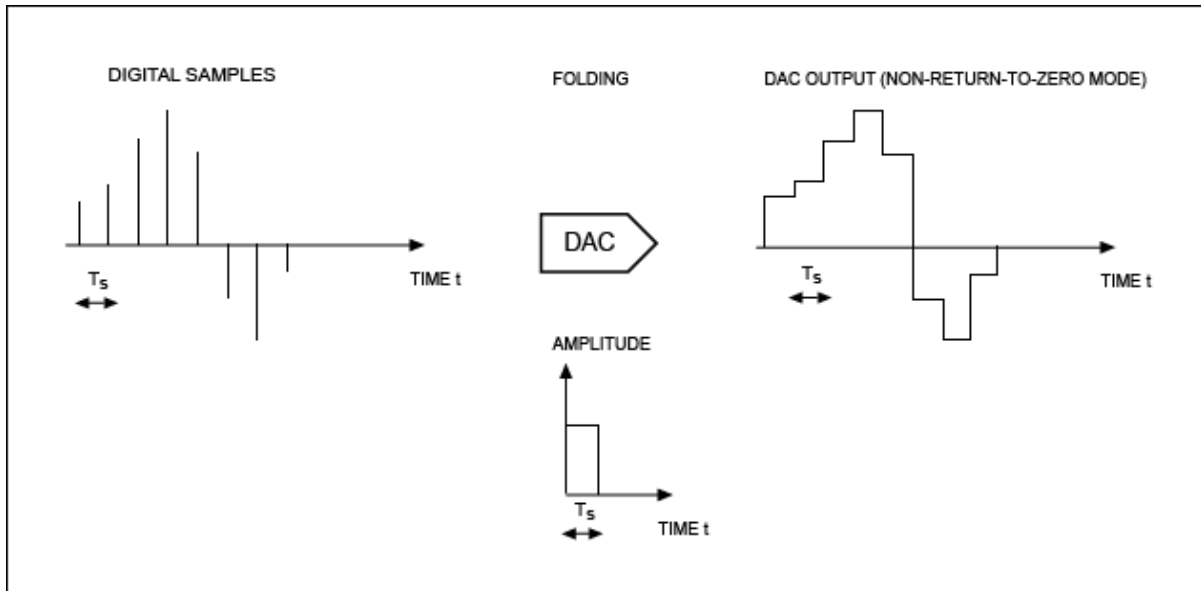 DIGITAL SAMPLES
FOLDING
DAC OUTPUT (NON-RETURN-TO-ZERO MODE)
DAC
Ts
TIME t
Ts
TIME t
AMPLITUDE
Ts
TIME t